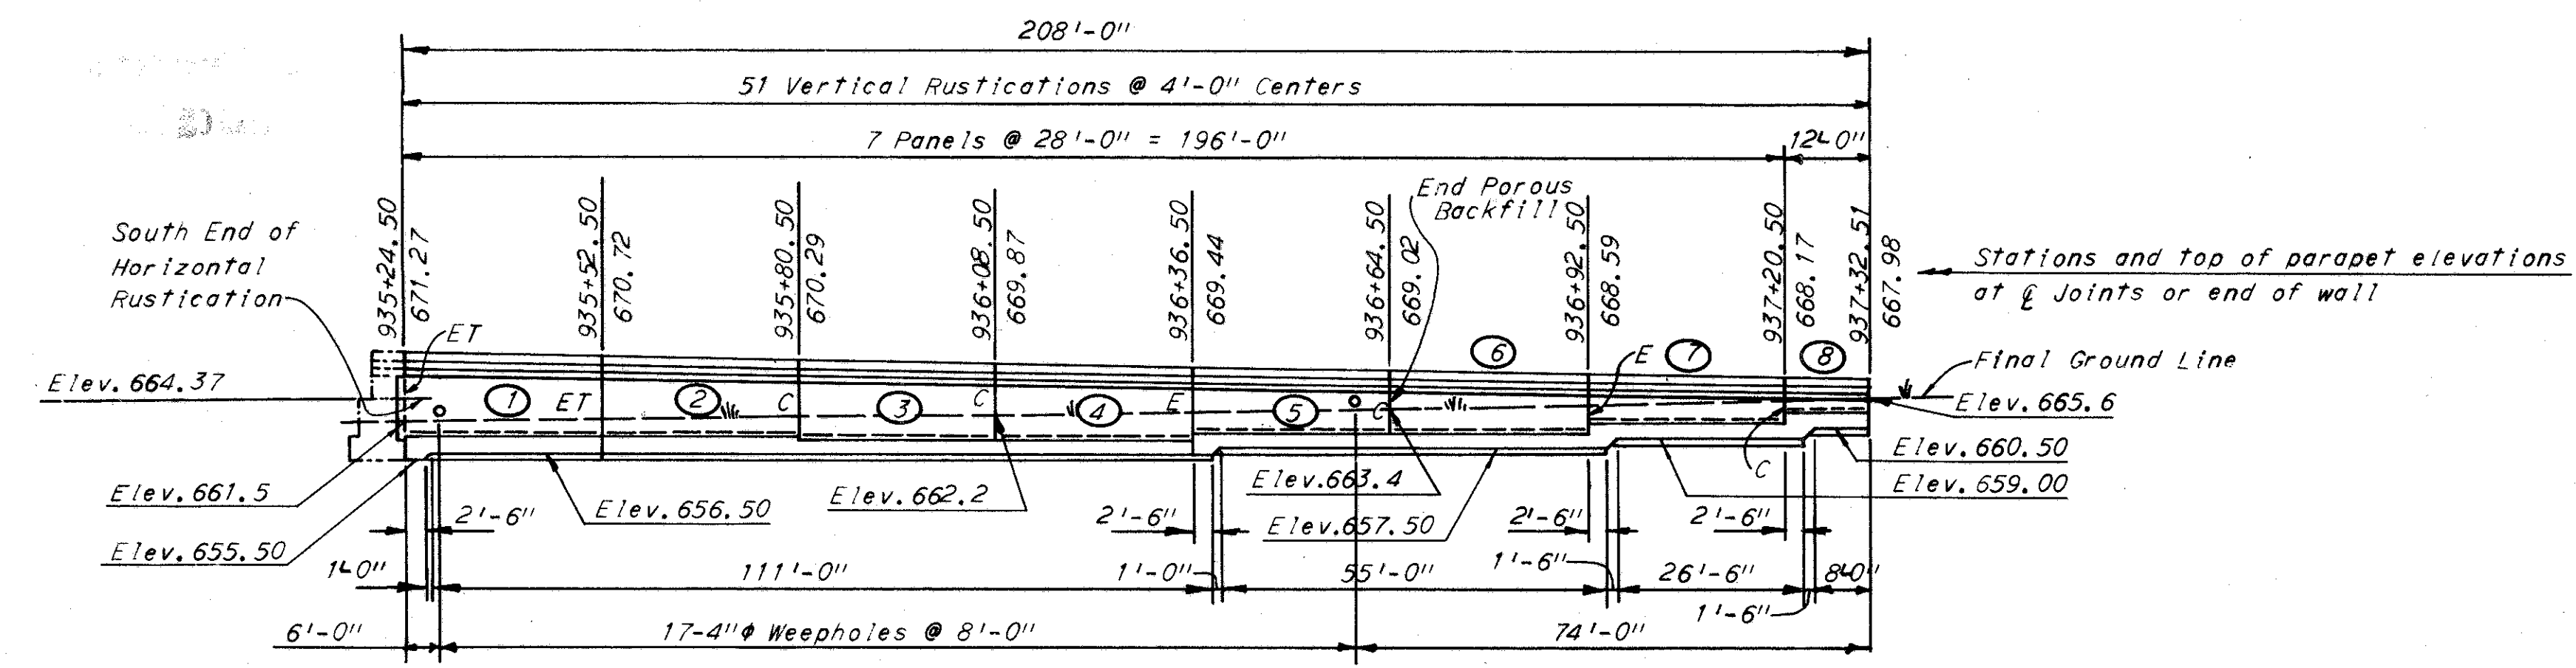 208'-0"
51 Vertical Rustications @ 4'-0" Centers
7 Panels @ 28'-0" = 196'-0"
12'-0"
South End of
Horizontal
Rustication
935+24.50
671.27
935+52.50
670.72
935+80.50
670.29
936+08.50
669.87
936+36.50
669.44
936+64.50
669.02
End Porous
Backfill
936+92.50
668.59
937+20.50
668.17
937+32.51
667.98
Stations and top of parapet elevations
at ℄ Joints or end of wall
ET
6
E
7
8
Final Ground Line
Elev. 664.37
1
ET
2
C
3
C
4
E
5
C
Elev. 665.6
Elev. 660.50
C
Elev. 659.00
Elev. 661.5
Elev. 656.50
Elev. 662.2
Elev. 663.4
Elev. 657.50
Elev. 655.50
2'-6"
2'-6"
2'-6"
2'-6"
1'-0"
111'-0"
1'-0"
55'-0"
1'-6"
26'-6"
1'-6"
8'-0"
6'-0"
17-4"φ Weepholes @ 8'-0"
74'-0"